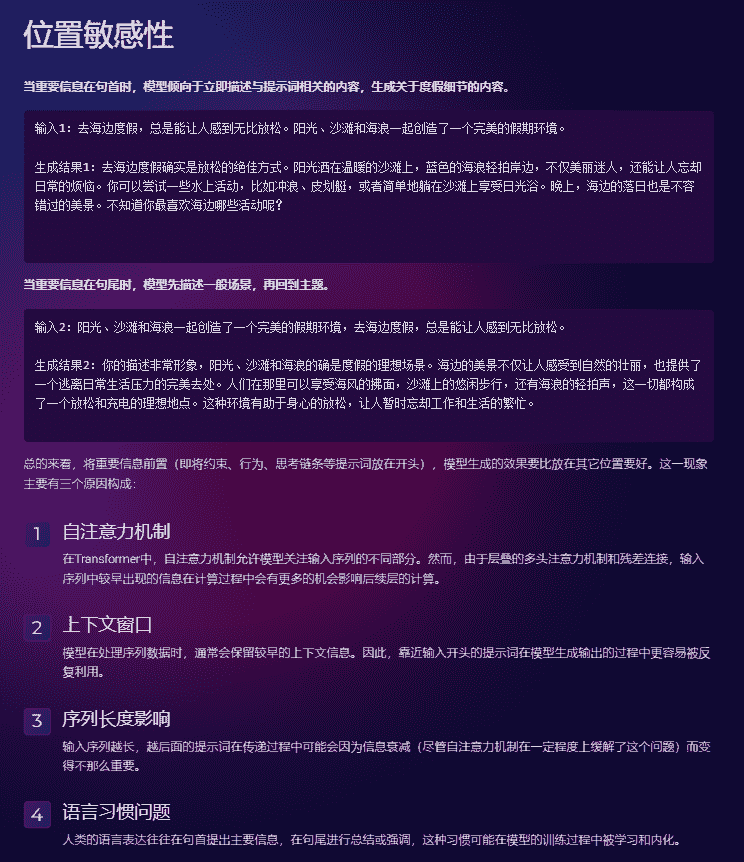 位置敏感性
当重要信息在句首时，模型倾向于立即描述与提示词相关的内容，生成关于度假细节的内容。
输入1：去海边度假，总是能让人感到无比放松。阳光、沙滩和海浪一起创造了一个完美的假期环境。
生成结果1：去海边度假确实是放松的绝佳方式。阳光洒在温暖的沙滩上，蓝色的海浪轻拍岸边，不仅美丽迷人，还能让人忘却
日常的烦恼。你可以尝试一些水上活动，比如冲浪、皮划艇，或者简单地躺在沙滩上享受日光浴。晚上，海边的落日也是不容
错过的美景。不知道你最喜欢海边哪些活动呢？
当重要信息在句尾时，模型先描述一般场景，再回到主题。
输入2：阳光、沙滩和海浪一起创造了一个完美的假期环境，去海边度假，总是能让人感到无比放松。
生成结果2：你的描述非常形象，阳光、沙滩和海浪的确是度假的理想场景。海边的美景不仅让人感受到自然的壮丽，也提供了
一个逃离日常生活压力的完美去处。人们在那里可以享受海风的拂面，沙滩上的悠闲步行，还有海浪的轻拍声，这一切都构成
了一个放松和充电的理想地点。这种环境有助于身心的放松，让人暂时忘却工作和生活的繁忙。
总的来看，将重要信息前置（即将约束、行为、思考链条等提示词放在开头），模型生成的效果要比放在其它位置要好。这一现象
主要有三个原因构成：
1 自注意力机制
在Transformer中，自注意力机制允许模型关注输入序列的不同部分。然而，由于层叠的多头注意力机制和残差连接，输入
序列中较早出现的信息在计算过程中会有更多的机会影响后续层的计算。
2 上下文窗口
模型在处理序列数据时，通常会保留较早的上下文信息。因此，靠近输入开头的提示词在模型生成输出的过程中更容易被反
复利用。
3 序列长度影响
输入序列越长，越后面的提示词在传递过程中可能会因为信息衰减（尽管自注意力机制在一定程度上缓解了这个问题）而变
得不那么重要。
4 语言习惯问题
人类的语言表达往往在句首提出主要信息，在句尾进行总结或强调，这种习惯可能在模型的训练过程中被学习和内化。